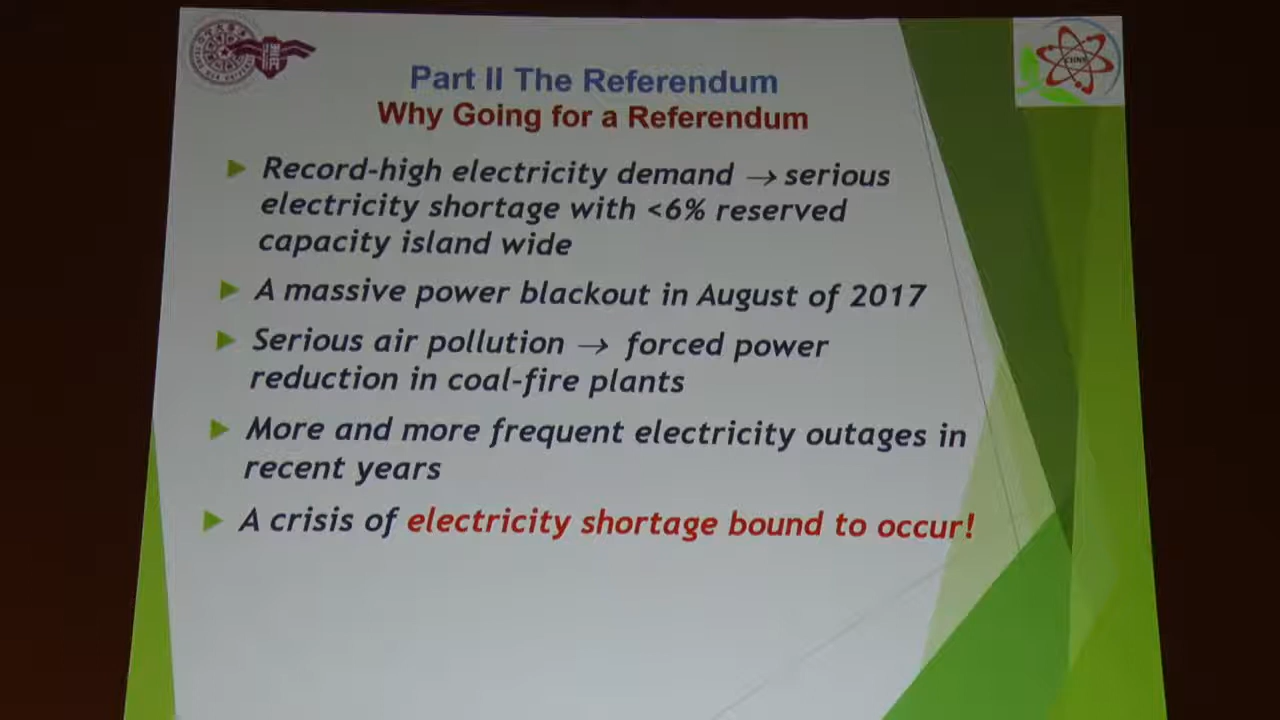 Part II The Referendum
Why Going for a Referendum
Record-high electricity demand → serious
electricity shortage with <6% reserved
capacity island wide
A massive power blackout in August of 2017
Serious air pollution → forced power
reduction in coal-fire plants
More and more frequent electricity outages in
recent years
A crisis of electricity shortage bound to occur!